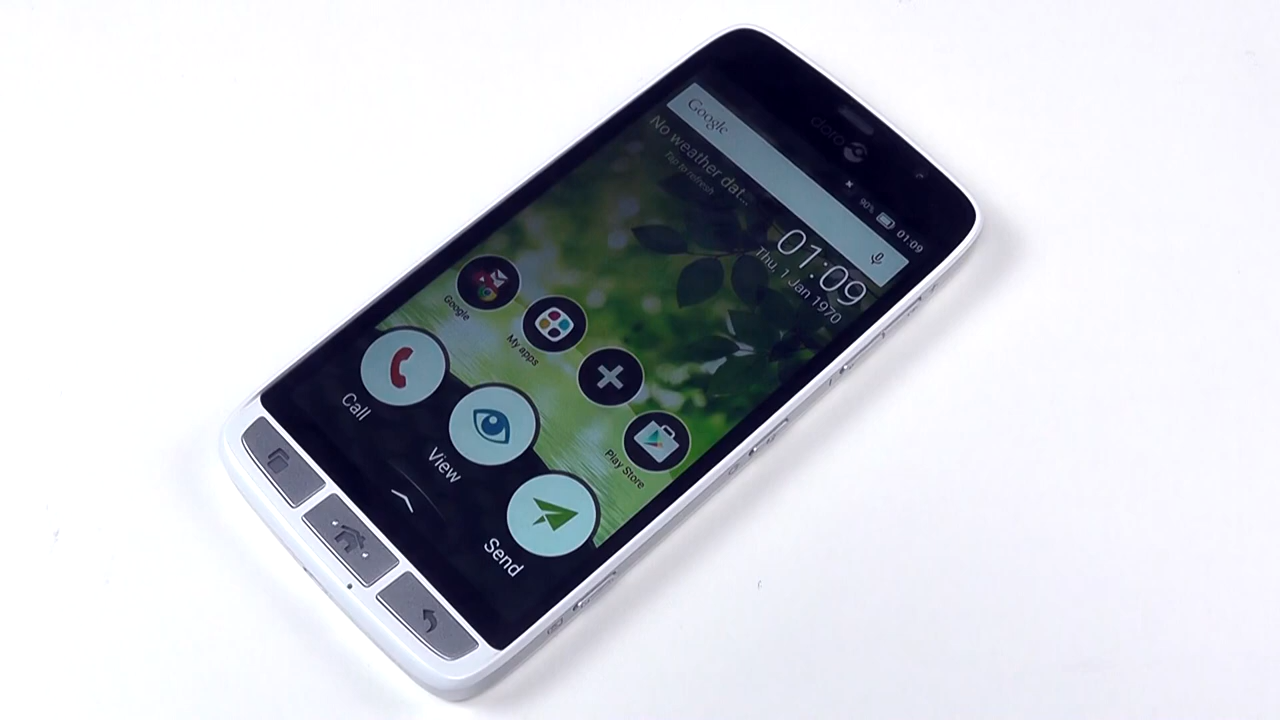 doro
90% 01:09
Google
No weather dat...
Tap to refresh
01:09
Thu, 1 Jan 1970
Google
My apps
Play Store
Call
View
Send